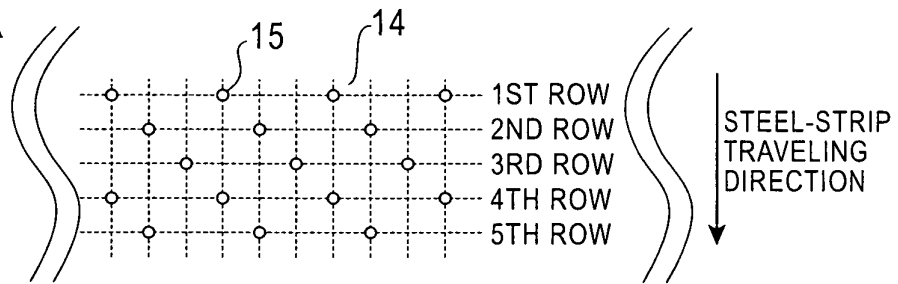 15
14
1ST ROW
2ND ROW
3RD ROW
4TH ROW
5TH ROW
STEEL-STRIP
TRAVELING
DIRECTION